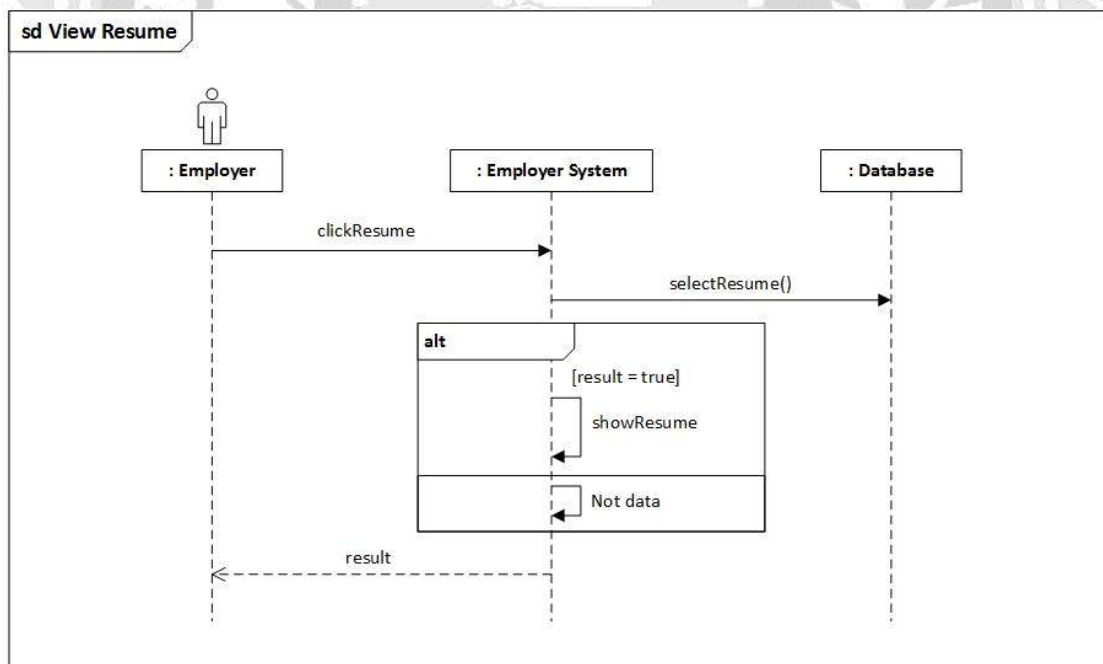 sd View Resume
: Employer
: Employer System
: Database
clickResume
selectResume()
alt
[result = true]
showResume
Not data
result